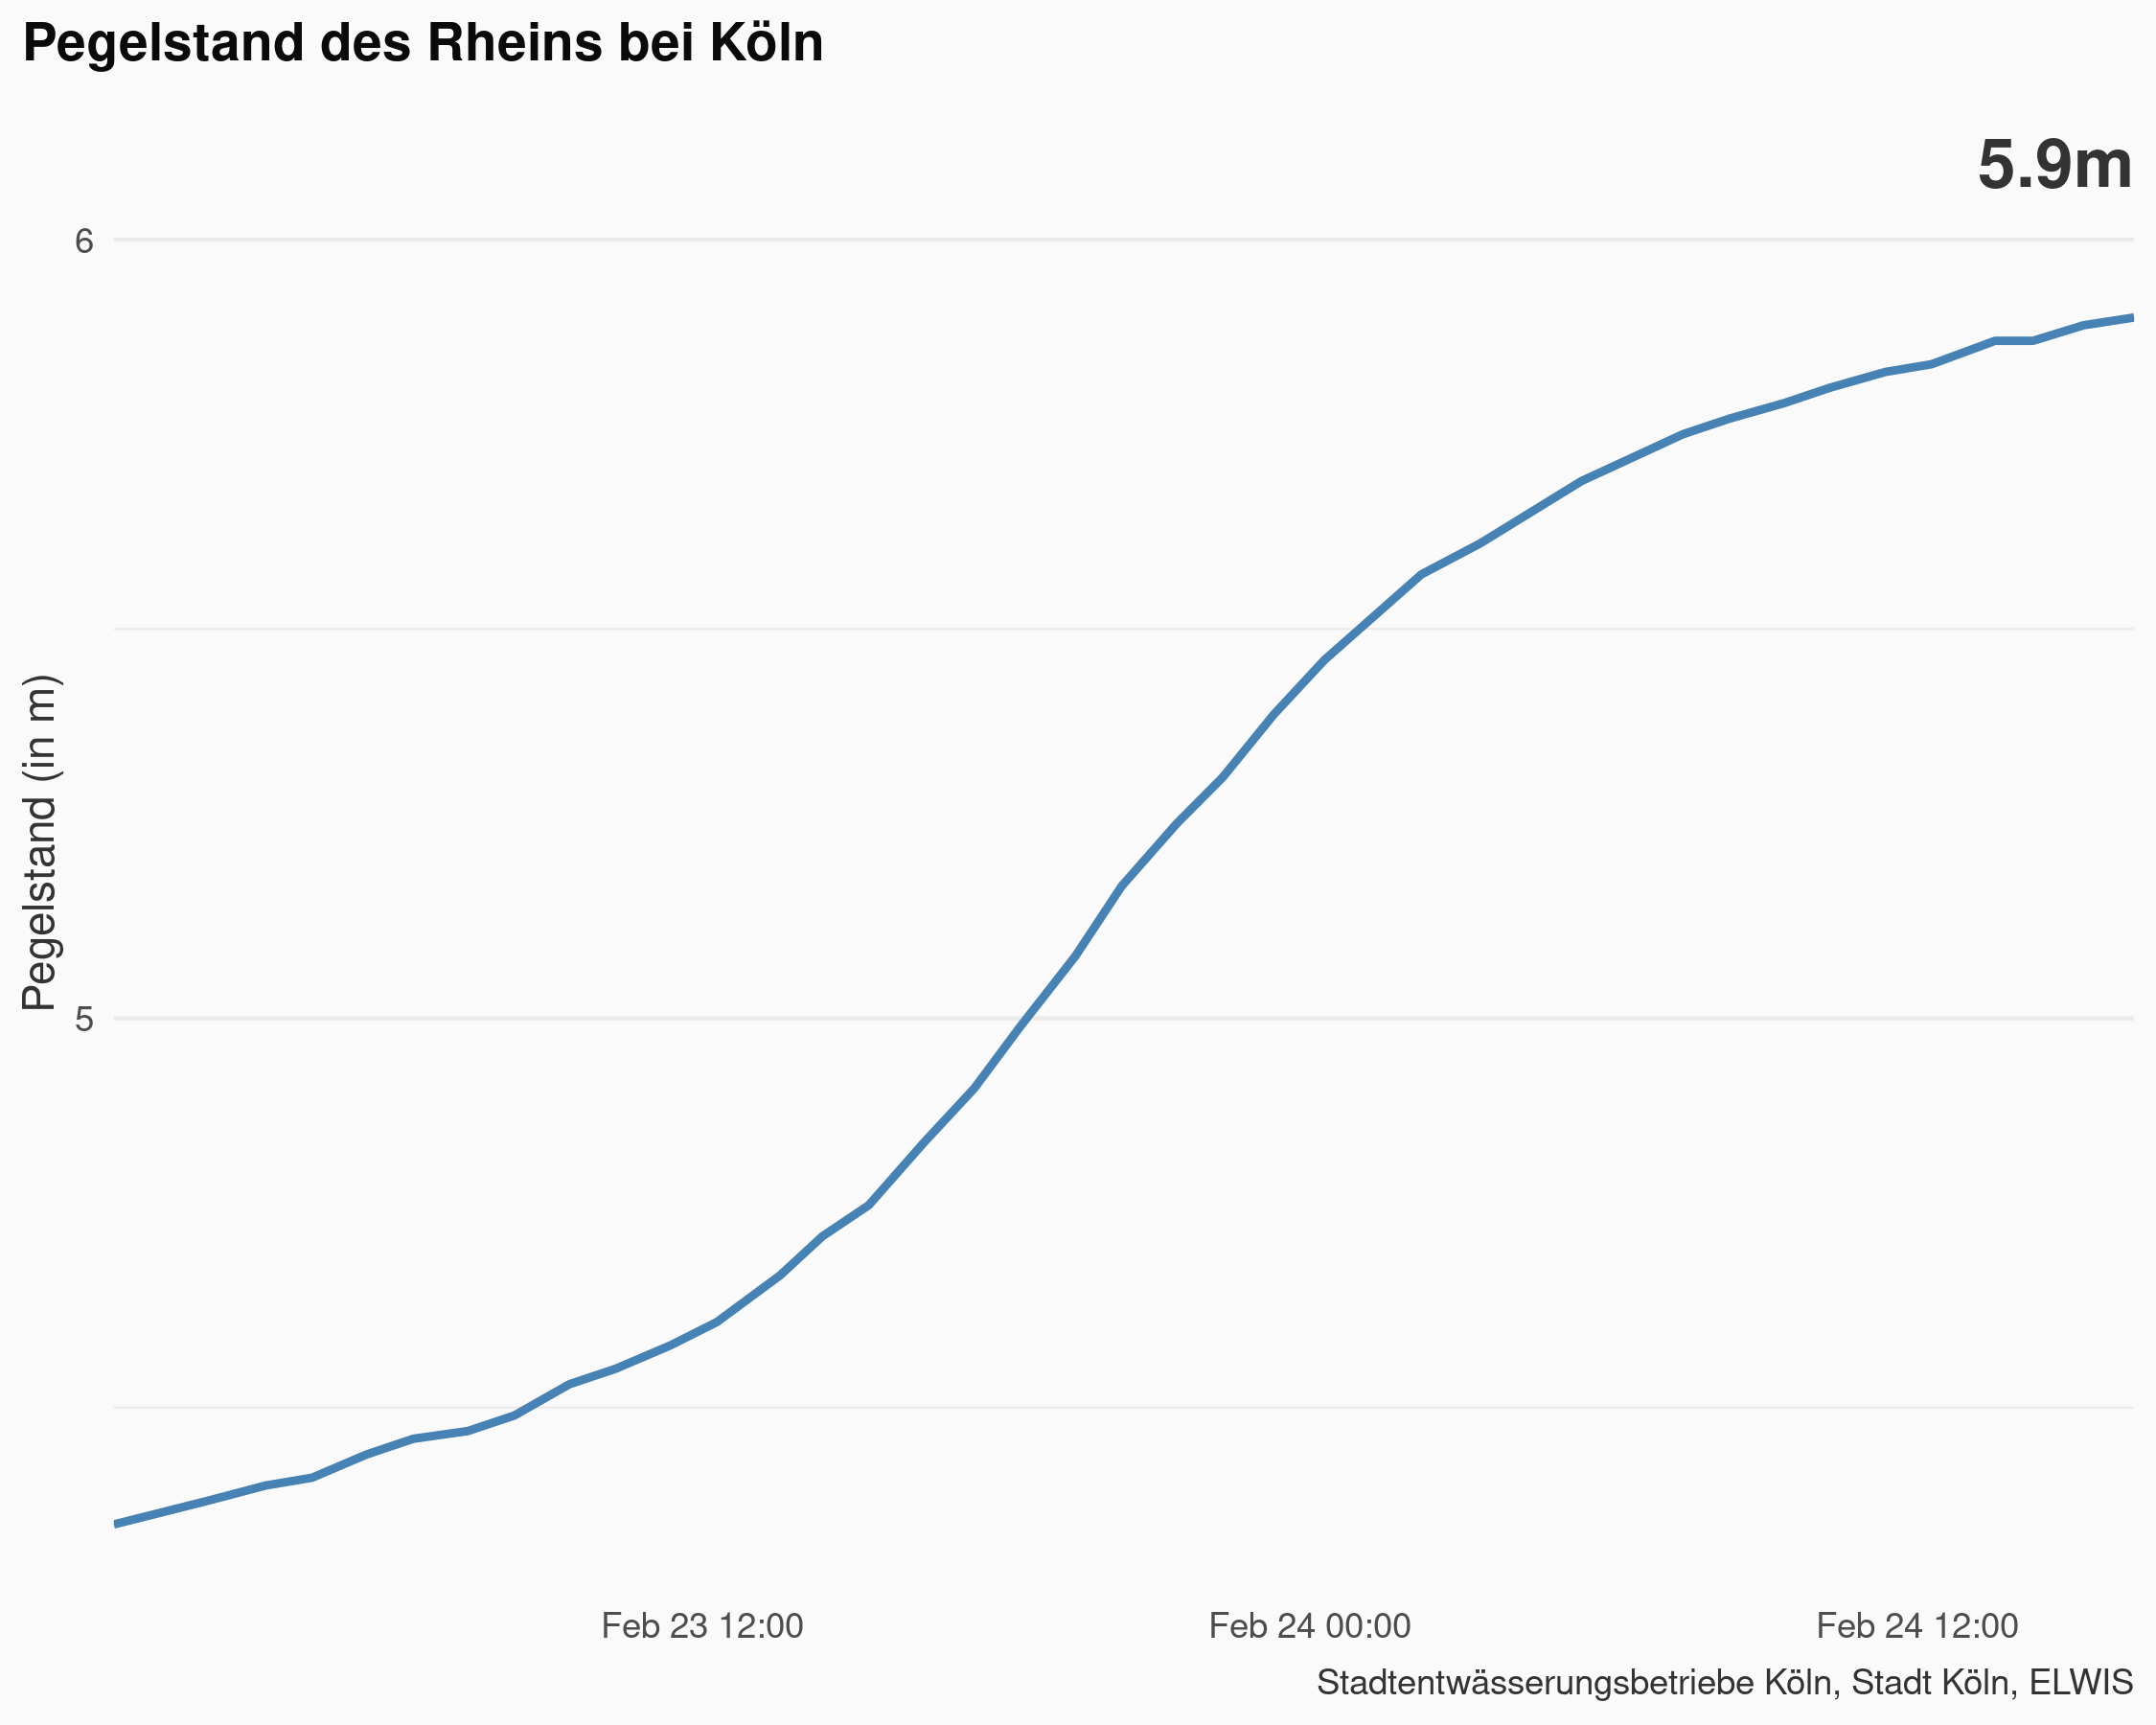 Pegelstand des Rheins bei Köln
5.9m
6
5
Pegelstand (in m)
Feb 23 12:00
Feb 24 00:00
Feb 24 12:00
Stadtentwässerungsbetriebe Köln, Stadt Köln, ELWIS